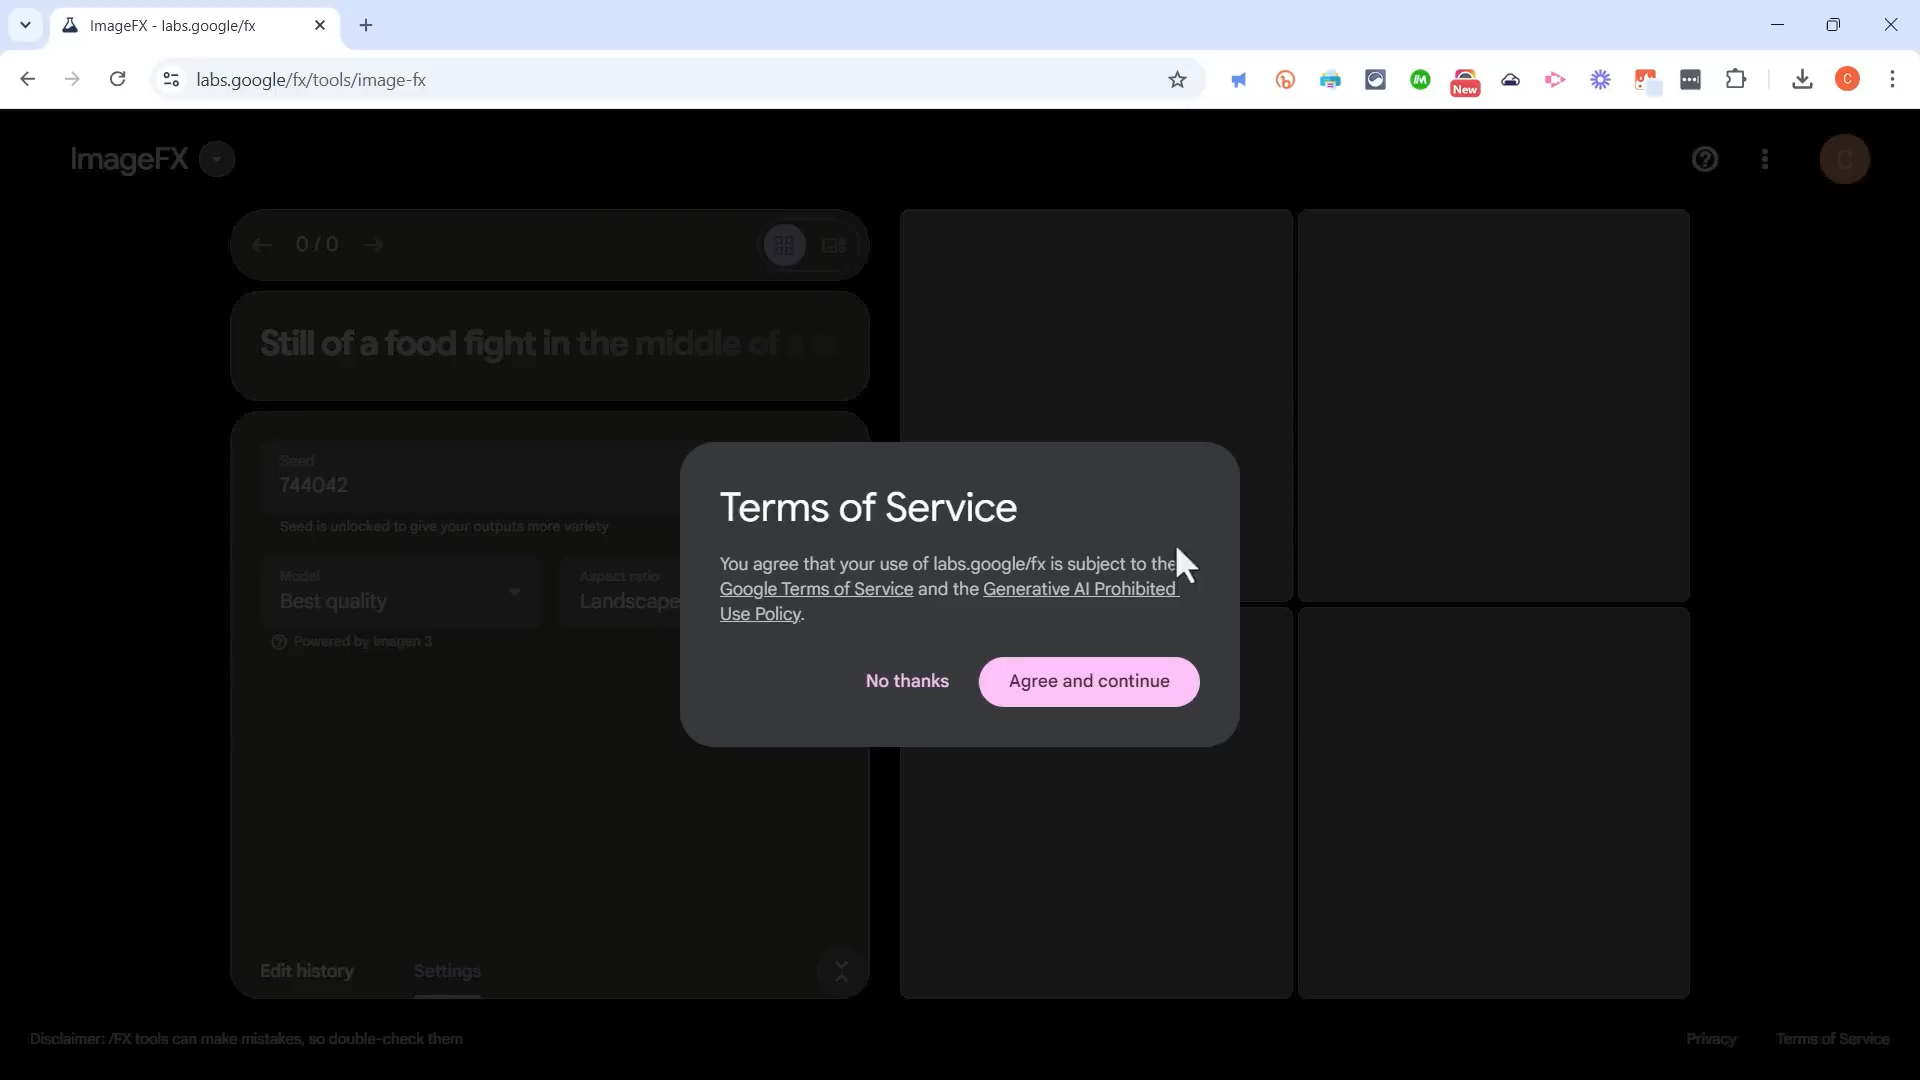 ImageFX - labs.google/fx
labs.google/fx/tools/image-fx
New
C
ImageFX
C
0 / 0
Still of a food fight in the middle of a
Seed
744042
Seed is unlocked to give your outputs more variety
Model
Best quality
Aspect ratio
Landscape
Powered by Imagen 3
Terms of Service
You agree that your use of labs.google/fx is subject to the
Google Terms of Service and the Generative AI Prohibited
Use Policy.
No thanks
Agree and continue
Edit history
Settings
Disclaimer: /FX tools can make mistakes, so double-check them
Privacy
Terms of Service